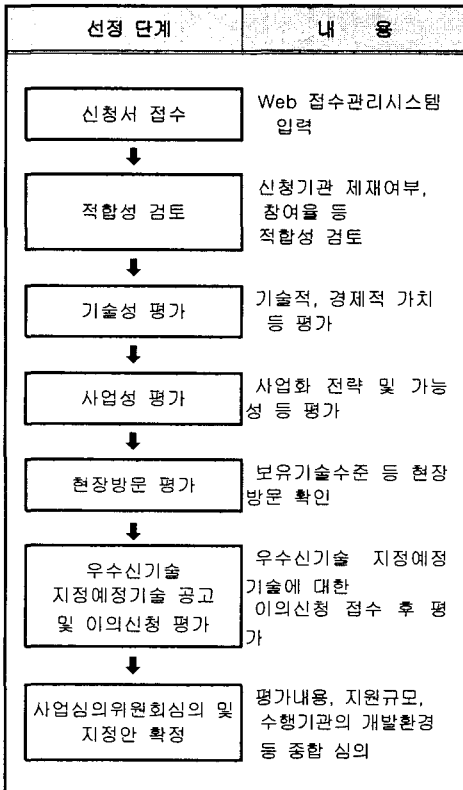 선정 단계
내 용
신청서 접수
Web 접수관리시스템
입력
적합성 검토
신청기관 제재여부,
참여율 등
적합성 검토
기술성 평가
기술적, 경제적 가치
등 평가
사업성 평가
사업화 전략 및 가능
성 등 평가
현장방문 평가
보유기술수준 등 현장
방문 확인
우수신기술
지정예정기술 공고
및 이의신청 평가
우수신기술 지정예정
기술에 대한
이의신청 접수 후 평
가
사업심의위원회심의 및
지정안 확정
평가내용, 지원규모,
수행기관의 개발환경
등 종합 심의